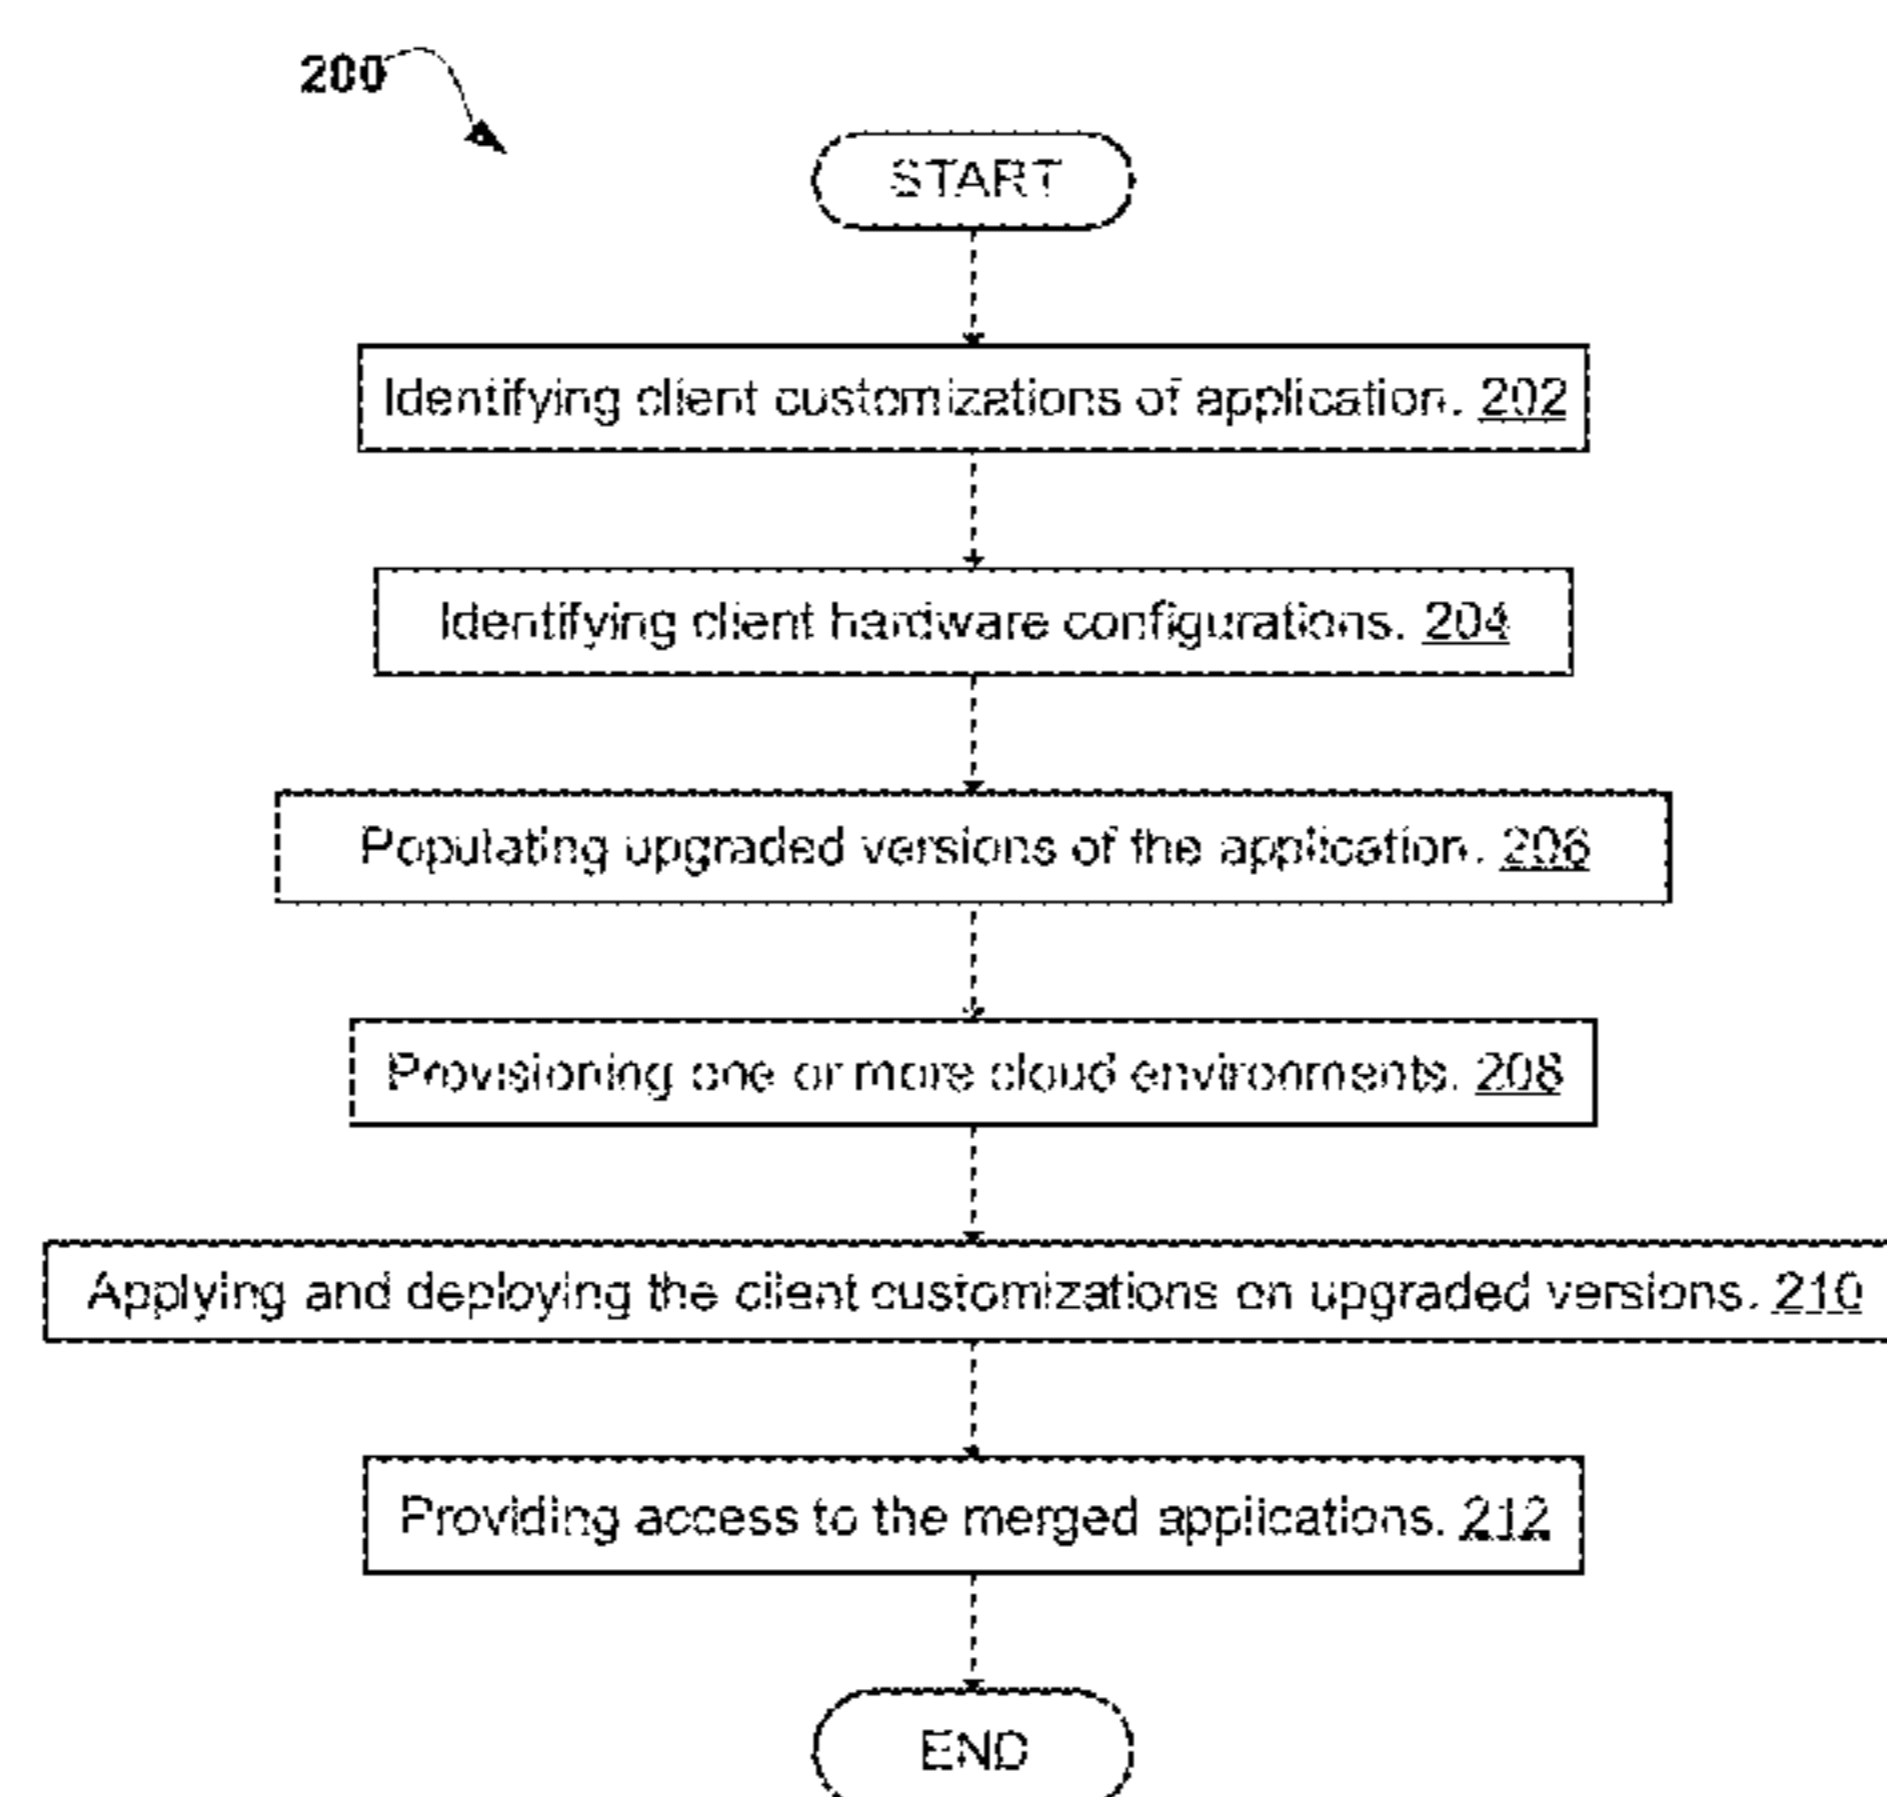 200
START
Identifying client customizations of application. 202
Identifying client hardware configurations. 204
Populating upgraded versions of the application. 206
Provisioning one or more cloud environments. 208
Applying and deploying the client customizations on upgraded versions. 210
Providing access to the merged applications. 212
END